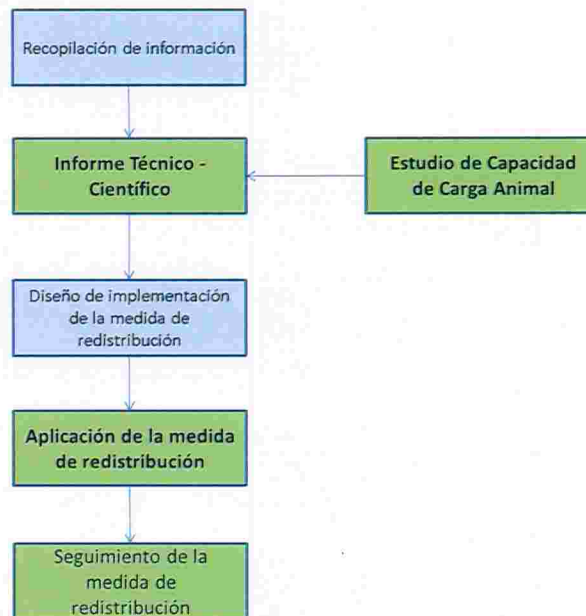 Recopilación de información
Informe Técnico -
Científico
Estudio de Capacidad
de Carga Animal
Diseño de implementación
de la medida de
redistribución
Aplicación de la medida
de redistribución
Seguimiento de la
medida de
redistribución